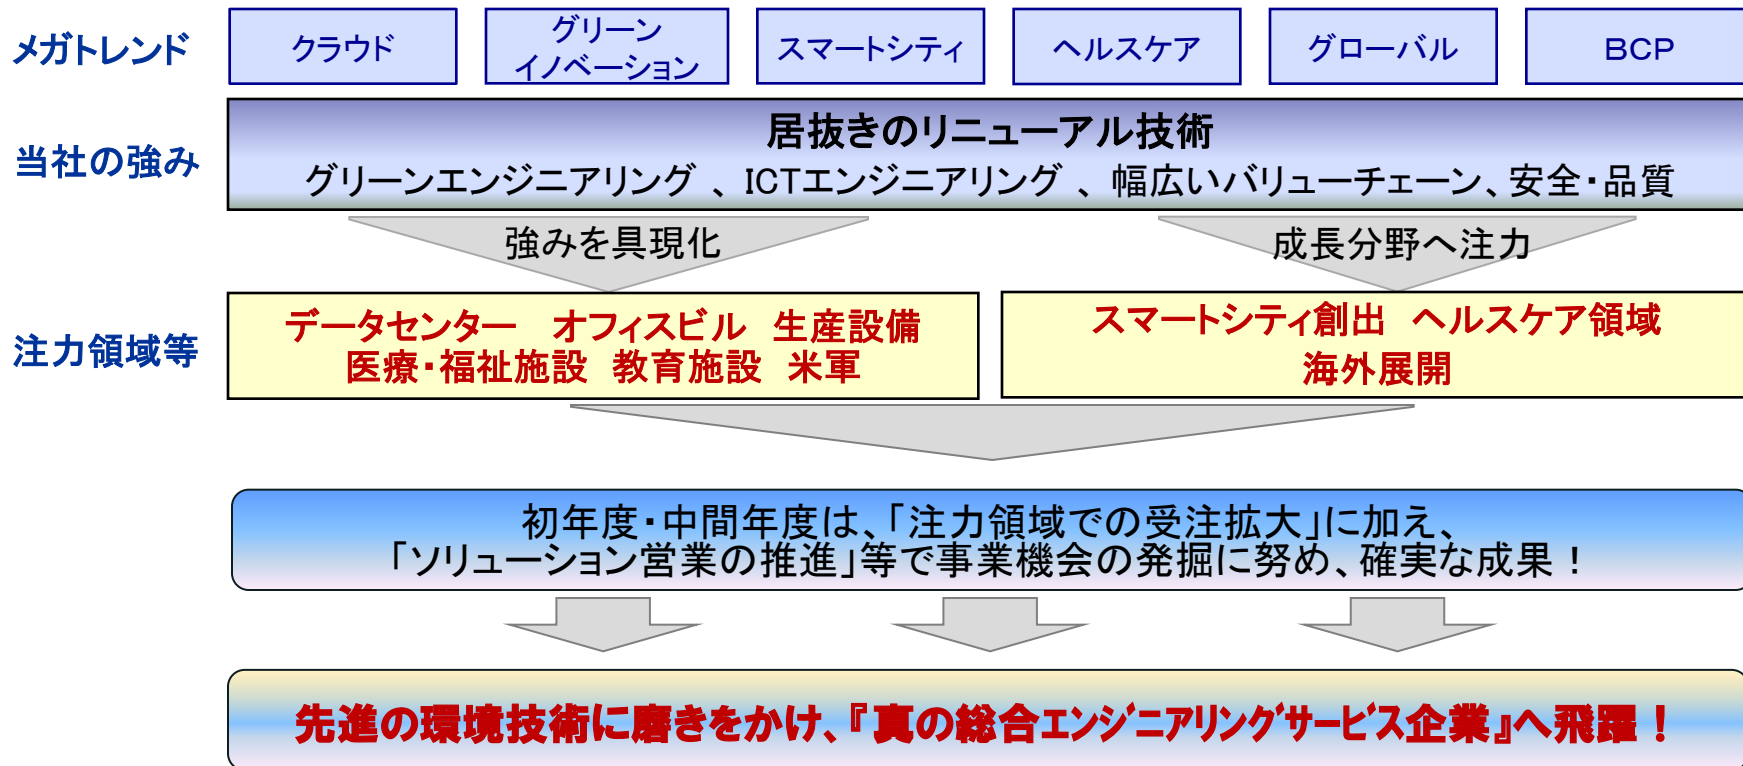 メガトレンド
クラウド
グリーン
イノベーション
スマートシティ
ヘルスケア
グローバル
BCP
当社の強み
居抜きのリニューアル技術
グリーンエンジニアリング 、ICTエンジニアリング 、幅広いバリューチェーン、安全・品質
強みを具現化
成長分野へ注力
注力領域等
データセンター オフィスビル 生産設備
医療・福祉施設 教育施設 米軍
スマートシティ創出 ヘルスケア領域
海外展開
初年度・中間年度は、「注力領域での受注拡大」に加え、
「ソリューション営業の推進」等で事業機会の発掘に努め、確実な成果！
先進の環境技術に磨きをかけ、『真の総合エンジニアリングサービス企業』へ飛躍！